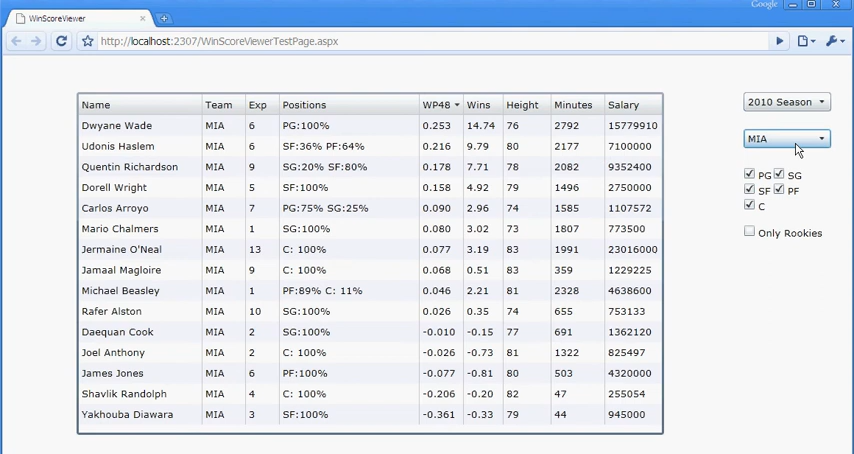 Google
WinScoreViewer
http://localhost:2307/WinScoreViewerTestPage.aspx
Name Team Exp Positions WP48 Wins Height Minutes Salary
Dwyane Wade MIA 6 PG:100% 0.253 14.74 76 2792 15779910
Udonis Haslem MIA 6 SF:36% PF:64% 0.216 9.79 80 2177 7100000
Quentin Richardson MIA 9 SG:20% SF:80% 0.178 7.71 78 2082 9352400
Dorell Wright MIA 5 SF:100% 0.158 4.92 79 1496 2750000
Carlos Arroyo MIA 7 PG:75% SG:25% 0.090 2.96 74 1585 1107572
Mario Chalmers MIA 1 SG:100% 0.080 3.02 73 1807 773500
Jermaine O'Neal MIA 13 C: 100% 0.077 3.19 83 1991 23016000
Jamaal Magloire MIA 9 C: 100% 0.068 0.51 83 359 1229225
Michael Beasley MIA 1 PF:89% C: 11% 0.046 2.21 81 2328 4638600
Rafer Alston MIA 10 SG:100% 0.026 0.35 74 655 753133
Daequan Cook MIA 2 SG:100% -0.010 -0.15 77 691 1362120
Joel Anthony MIA 2 C: 100% -0.026 -0.73 81 1322 825497
James Jones MIA 6 PF:100% -0.077 -0.81 80 503 4320000
Shavlik Randolph MIA 4 C: 100% -0.206 -0.20 82 47 255054
Yakhouba Diawara MIA 3 SF:100% -0.361 -0.33 79 44 945000
2010 Season
MIA
PG SG
SF PF
C
Only Rookies